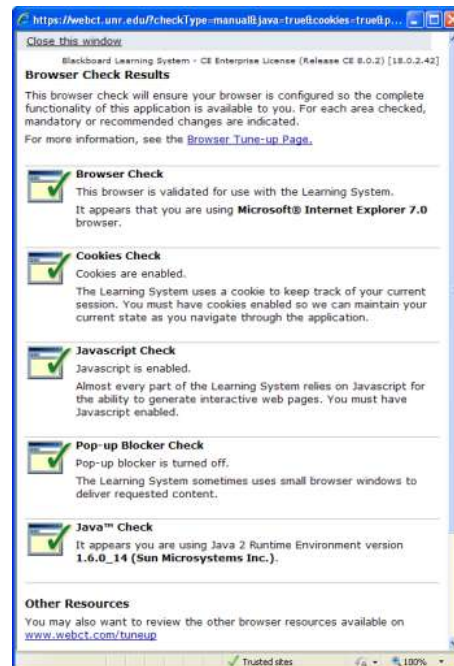 https://webct.unr.edu/?checkType=manual&java=true&cookies=true&p...
Close this window
Blackboard Learning System - CE Enterprise License (Release CE 8.0.2) [18.0.2.42]
Browser Check Results
This browser check will ensure your browser is configured so the complete
functionality of this application is available to you. For each area checked,
mandatory or recommended changes are indicated.
For more information, see the Browser Tune-up Page.
Browser Check
This browser is validated for use with the Learning System.
It appears that you are using Microsoft® Internet Explorer 7.0
browser.
Cookies Check
Cookies are enabled.
The Learning System uses a cookie to keep track of your current
session. You must have cookies enabled so we can maintain your
current state as you navigate through the application.
Javascript Check
Javascript is enabled.
Almost every part of the Learning System relies on Javascript for
the ability to generate interactive web pages. You must have
Javascript enabled.
Pop-up Blocker Check
Pop-up blocker is turned off.
The Learning System sometimes uses small browser windows to
deliver requested content.
Java™ Check
It appears you are using Java 2 Runtime Environment version
1.6.0_14 (Sun Microsystems Inc.).
Other Resources
You may also want to review the other browser resources available on
www.webct.com/tuneup
Trusted sites
100%